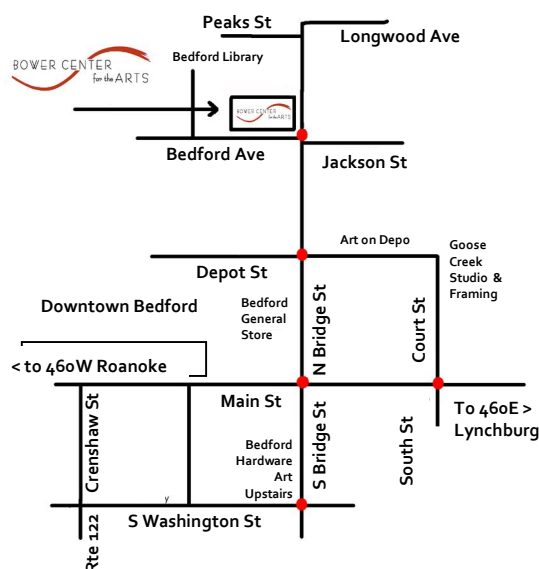 Peaks St
Longwood Ave
BOWER CENTER
for the ARTS
Bedford Library
BOWER CENTER
for the ARTS
Bedford Ave
Jackson St
Art on Depo
Goose
Creek
Studio &
Framing
Depot St
Downtown Bedford
Bedford
General
Store
N Bridge St
Court St
< to 460W Roanoke
Main St
To 460E >
Lynchburg
Crenshaw St
Bedford
Hardware
Art
Upstairs
S Bridge St
South St
y
S Washington St
Rte 122